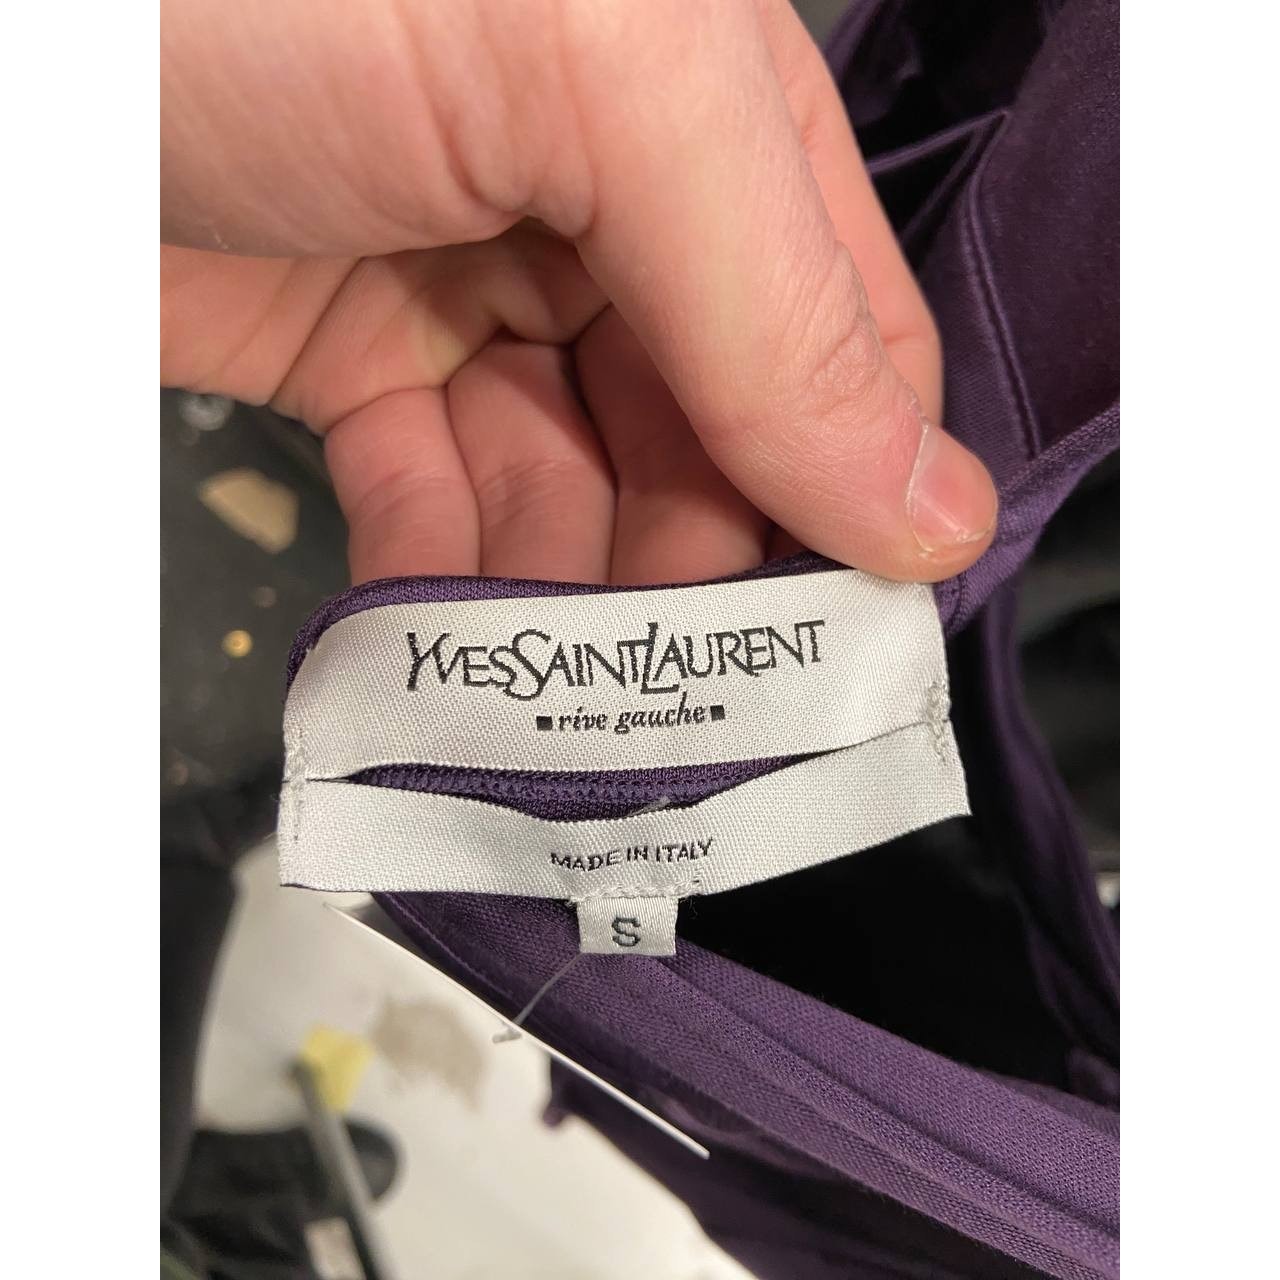 YVESSAINTLAURENT
rive gauche
MADE IN ITALY
S